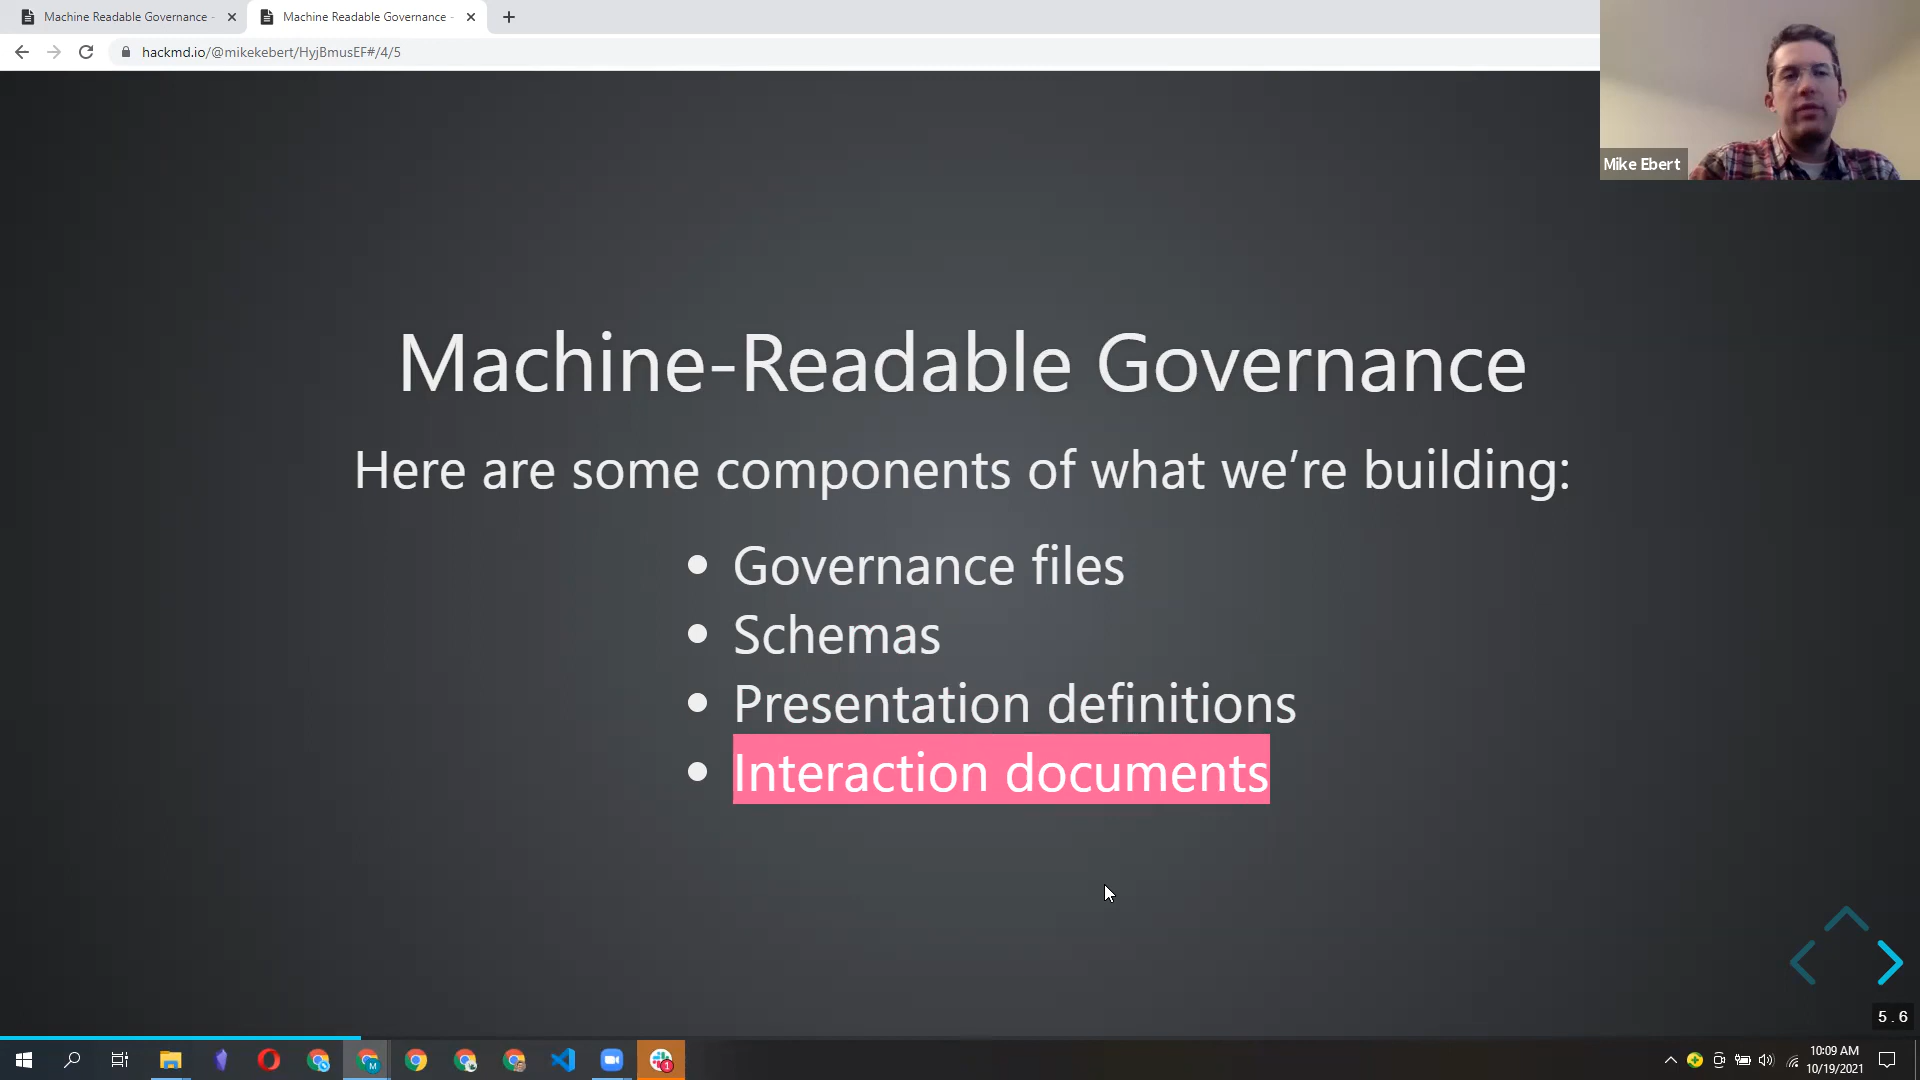 Machine Readable Governance -
Machine Readable Governance -
hackmd.io/@mikekebert/HyjBmusEF#/4/5
Mike Ebert
Machine-Readable Governance
Here are some components of what we’re building:
• Governance files
• Schemas
• Presentation definitions
• Interaction documents
5 . 6
M
1
10:09 AM
10/19/2021